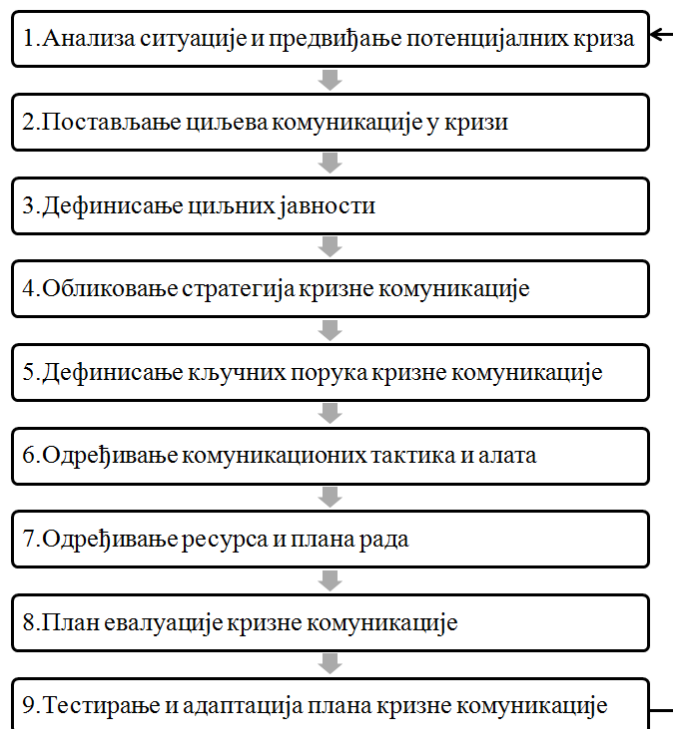 1.Анализа ситуације и предвиђање потенцијалних криза
2.Постављање циљева комуникације у кризи
3.Дефинисање циљних јавности
4.Обликовање стратегија кризне комуникације
5.Дефинисање кључних порука кризне комуникације
6.Одређивање комуникационих тактика и алата
7.Одређивање ресурса и плана рада
8.План евалуације кризне комуникације
9.Тестирање и адаптација плана кризне комуникације